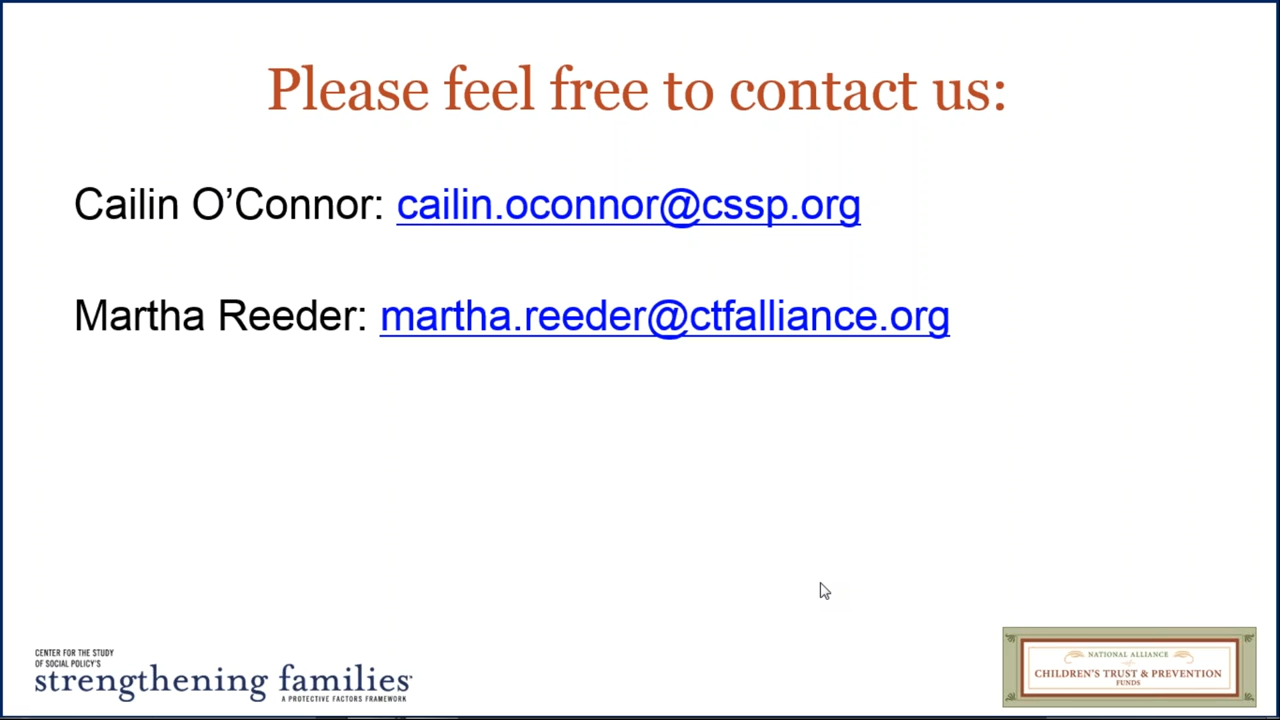 Please feel free to contact us:
Cailin O’Connor: cailin.oconnor@cssp.org
Martha Reeder: martha.reeder@ctfalliance.org
CENTER FOR THE STUDY
OF SOCIAL POLICY'S
strengthening families
A PROTECTIVE FACTORS FRAMEWORK
NATIONAL ALLIANCE
of
CHILDREN'S TRUST & PREVENTION
FUNDS